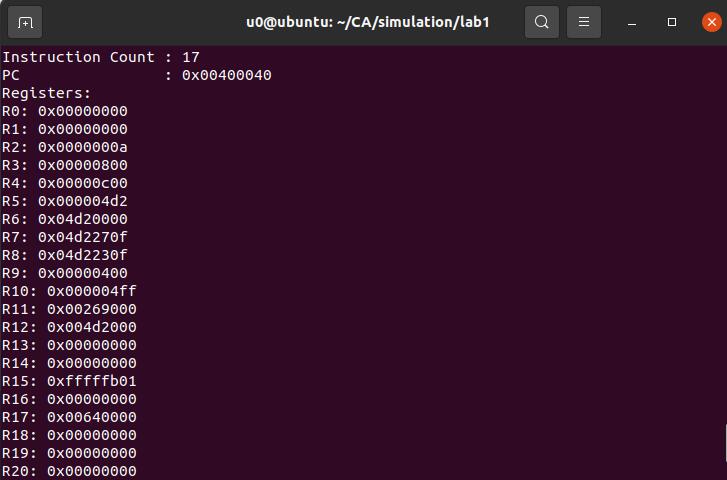 u0@ubuntu: ~/CA/simulation/lab1
Instruction Count : 17
PC                : 0x00400040
Registers:
R0: 0x00000000
R1: 0x00000000
R2: 0x0000000a
R3: 0x00000800
R4: 0x00000c00
R5: 0x000004d2
R6: 0x04d20000
R7: 0x04d2270f
R8: 0x04d2230f
R9: 0x00000400
R10: 0x000004ff
R11: 0x00269000
R12: 0x004d2000
R13: 0x00000000
R14: 0x00000000
R15: 0xfffffb01
R16: 0x00000000
R17: 0x00640000
R18: 0x00000000
R19: 0x00000000
R20: 0x00000000